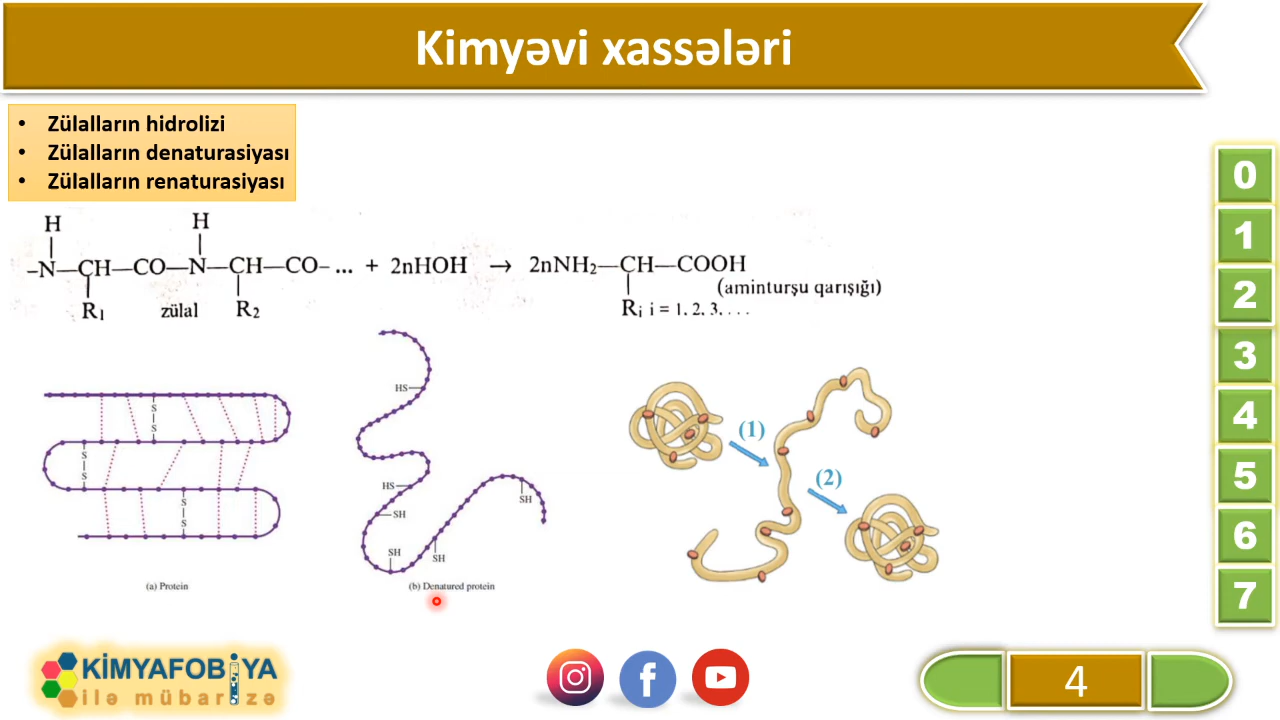 Kimyəvi xassələri
• Zülalların hidrolizi
• Zülalların denaturasiyası
• Zülalların renaturasiyası
H H
–N—CH—CO—N—CH—CO– ... + 2nHOH → 2nNH₂—CH—COOH
(aminturşu qarışığı)
R₁ zülal R₂ Rᵢ i = 1, 2, 3, . . .
S
S
S
S
S
S
(a) Protein
HS
HS
SH
SH
SH
SH
(b) Denatured protein
(1)
(2)
0
1
2
3
4
5
6
7
KİMYAFOBİYA
ilə mübarizə
4